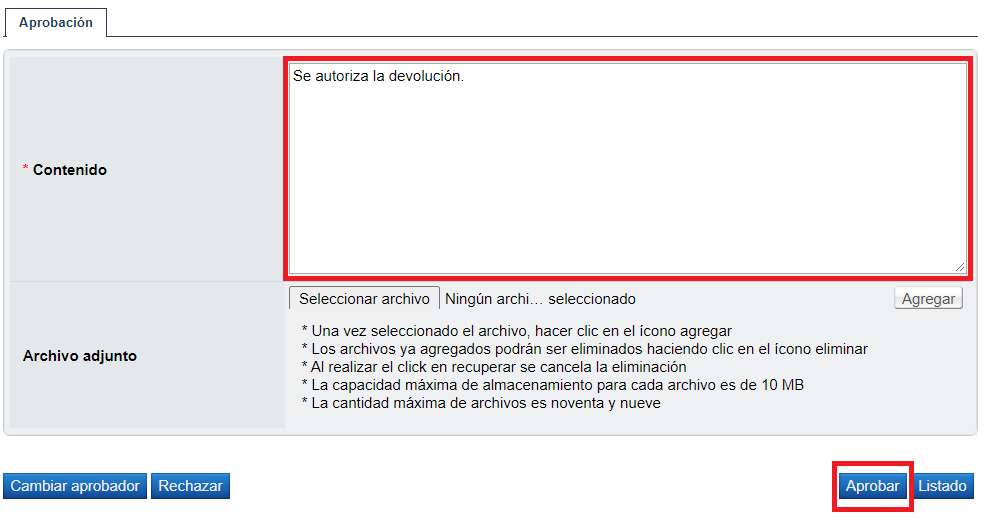 Aprobación
Se autoriza la devolución.
* Contenido
Seleccionar archivo Ningún archi... seleccionado Agregar
Archivo adjunto
* Una vez seleccionado el archivo, hacer clic en el ícono agregar
* Los archivos ya agregados podrán ser eliminados haciendo clic en el ícono eliminar
* Al realizar el click en recuperar se cancela la eliminación
* La capacidad máxima de almacenamiento para cada archivo es de 10 MB
* La cantidad máxima de archivos es noventa y nueve
Cambiar aprobador Rechazar Aprobar Listado